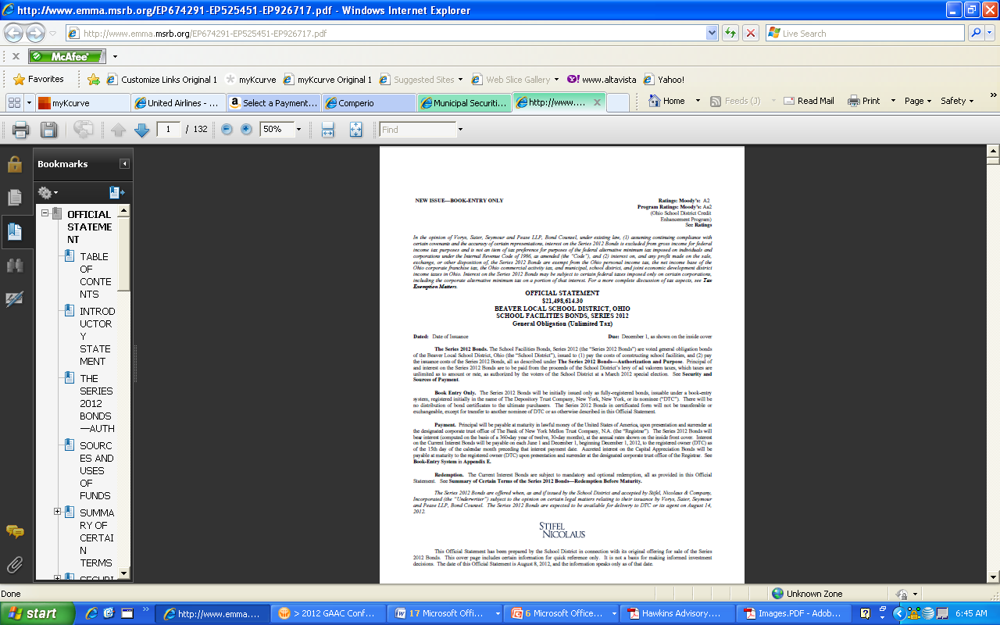 http://www.emma.msrb.org/EP674291-EP525451-EP926717.pdf - Windows Internet Explorer
http://www.emma.msrb.org/EP674291-EP525451-EP926717.pdf
Live Search
McAfee
Favorites
Customize Links Original 1
myKcurve
myKcurve Original 1
Suggested Sites
Web Slice Gallery
www.altavista
Yahoo!
myKcurve
United Airlines - ...
Select a Payment...
Comperio
Municipal Securiti...
http://www....
Home
Feeds (J)
Read Mail
Print
Page
Safety
1 / 132
50%
Find
Bookmarks
OFFICIAL
STATEME
NT
TABLE
OF
CONTE
NTS
INTROD
UCTOR
Y
STATE
MENT
THE
SERIES
2012
BONDS
—AUTH
SOURC
ES AND
USES
OF
FUNDS
SUMMA
RY OF
CERTAI
N
TERMS
NEW ISSUE—BOOK-ENTRY ONLY
Ratings: Moody's: A2
Program Ratings: Moody's: Aa2
(Ohio School District Credit
Enhancement Program)
See Ratings
In the opinion of Vorys, Sater, Seymour and Pease LLP, Bond Counsel, under existing law, (1) assuming continuing compliance with
certain covenants and the accuracy of certain representations, interest on the Series 2012 Bonds is excluded from gross income for federal
income tax purposes and is not an item of tax preference for purposes of the federal alternative minimum tax imposed on individuals and
corporations under the Internal Revenue Code of 1986, as amended (the "Code"), and (2) interest on, and any profit made on the sale,
exchange, or other disposition of, the Series 2012 Bonds are exempt from the Ohio personal income tax, the net income base of the
Ohio corporate franchise tax, the Ohio commercial activity tax, and municipal, school district, and joint economic development district
income taxes in Ohio. Interest on the Series 2012 Bonds may be subject to certain federal taxes imposed only on certain corporations,
including the corporate alternative minimum tax on a portion of that interest. For a more complete discussion of tax aspects, see Tax
Exemption Matters.
OFFICIAL STATEMENT
$21,498,614.30
BEAVER LOCAL SCHOOL DISTRICT, OHIO
SCHOOL FACILITIES BONDS, SERIES 2012
General Obligation (Unlimited Tax)
Dated: Date of Issuance
Due: December 1, as shown on the inside cover
The Series 2012 Bonds. The School Facilities Bonds, Series 2012 (the "Series 2012 Bonds") are voted general obligation bonds
of the Beaver Local School District, Ohio (the "School District"), issued to (1) pay the costs of constructing school facilities, and (2) pay
the issuance costs of the Series 2012 Bonds, all as described under The Series 2012 Bonds—Authorization and Purpose. Principal of
and interest on the Series 2012 Bonds are to be paid from the proceeds of the School District's levy of ad valorem taxes, which taxes are
unlimited as to amount or rate, as authorized by the voters of the School District at a March 2012 special election. See Security and
Sources of Payment.
Book Entry Only. The Series 2012 Bonds will be initially issued only as fully-registered bonds, issuable under a book-entry
system, registered initially in the name of The Depository Trust Company, New York, New York, or its nominee ("DTC"). There will be
no distribution of bond certificates to the ultimate purchasers. The Series 2012 Bonds in certificated form will not be transferable or
exchangeable, except for transfer to another nominee of DTC or as otherwise described in this Official Statement.
Payment. Principal will be payable at maturity in lawful money of the United States of America, upon presentation and surrender at
the designated corporate trust office of The Bank of New York Mellon Trust Company, N.A. (the "Registrar"). The Series 2012 Bonds will
bear interest (computed on the basis of a 360-day year of twelve, 30-day months), at the annual rates shown on the inside front cover. Interest
on the Current Interest Bonds will be payable on each June 1 and December 1, beginning December 1, 2012, to the registered owner (DTC) as
of the 15th day of the calendar month preceding that interest payment date. Accreted interest on the Capital Appreciation Bonds will be
payable at maturity to the registered owner (DTC) upon presentation and surrender at the designated corporate trust office of the Registrar. See
Book-Entry System in Appendix E.
Redemption. The Current Interest Bonds are subject to mandatory and optional redemption, all as provided in this Official
Statement. See Summary of Certain Terms of the Series 2012 Bonds—Redemption Before Maturity.
The Series 2012 Bonds are offered when, as and if issued by the School District and accepted by Stifel, Nicolaus & Company,
Incorporated (the "Underwriter") subject to the opinion on certain legal matters relating to their issuance by Vorys, Sater, Seymour
and Pease LLP, Bond Counsel. The Series 2012 Bonds are expected to be available for delivery to DTC or its agent on August 14,
2012.
STIFEL
NICOLAUS
This Official Statement has been prepared by the School District in connection with its original offering for sale of the Series
2012 Bonds. This cover page includes certain information for quick reference only. It is not a basis for making informed investment
decisions. The date of this Official Statement is August 8, 2012, and the information speaks only as of that date.
Done
Unknown Zone
start
http://www.emma....
> 2012 GAAC Conf...
17 Microsoft Offi...
6 Microsoft Office...
Hawkins Advisory....
Images.PDF - Adob...
6:45 AM